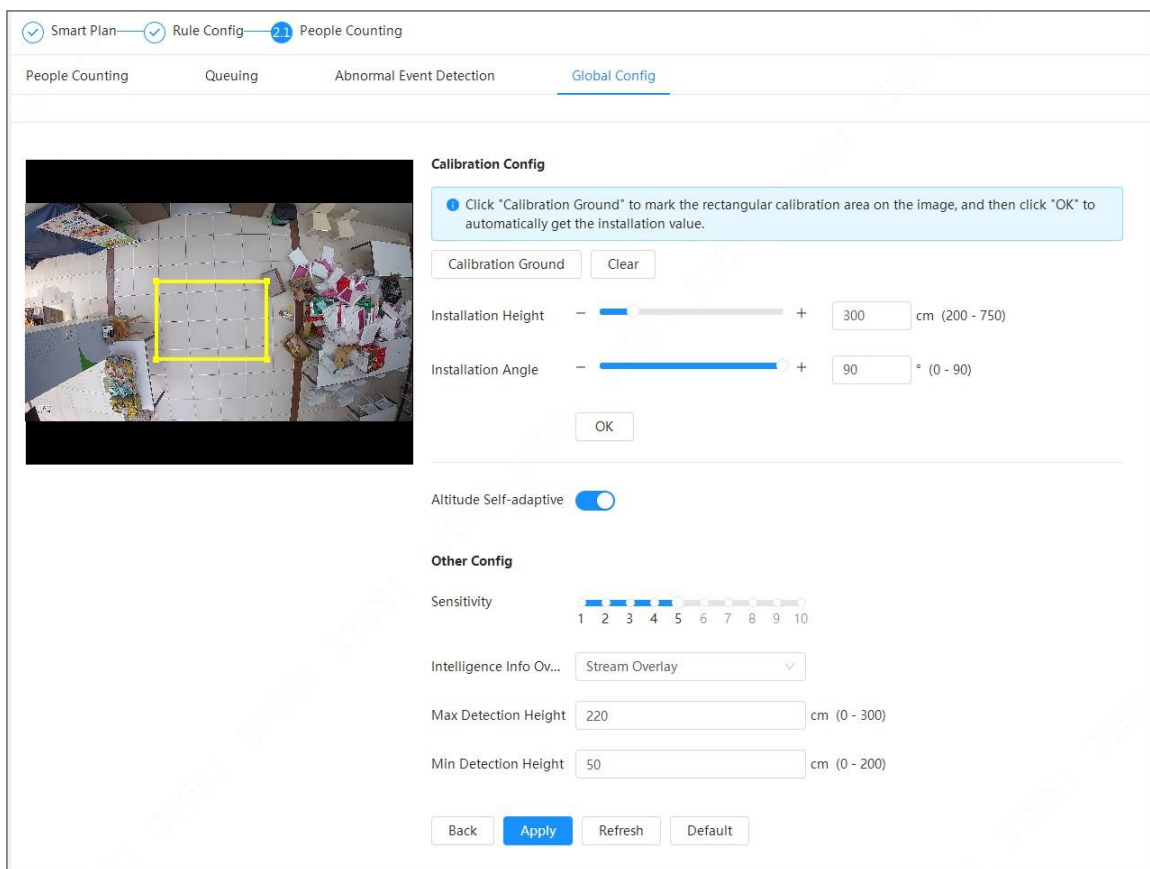 Smart Plan
Rule Config
2.1 People Counting
People Counting
Queuing
Abnormal Event Detection
Global Config
Calibration Config
Click "Calibration Ground" to mark the rectangular calibration area on the image, and then click "OK" to
automatically get the installation value.
Calibration Ground
Clear
Installation Height - + 300 cm (200 - 750)
Installation Angle - + 90 ° (0 - 90)
OK
Altitude Self-adaptive
Other Config
Sensitivity
1 2 3 4 5 6 7 8 9 10
Intelligence Info Ov... Stream Overlay
Max Detection Height 220 cm (0 - 300)
Min Detection Height 50 cm (0 - 200)
Back
Apply
Refresh
Default
37081 37081